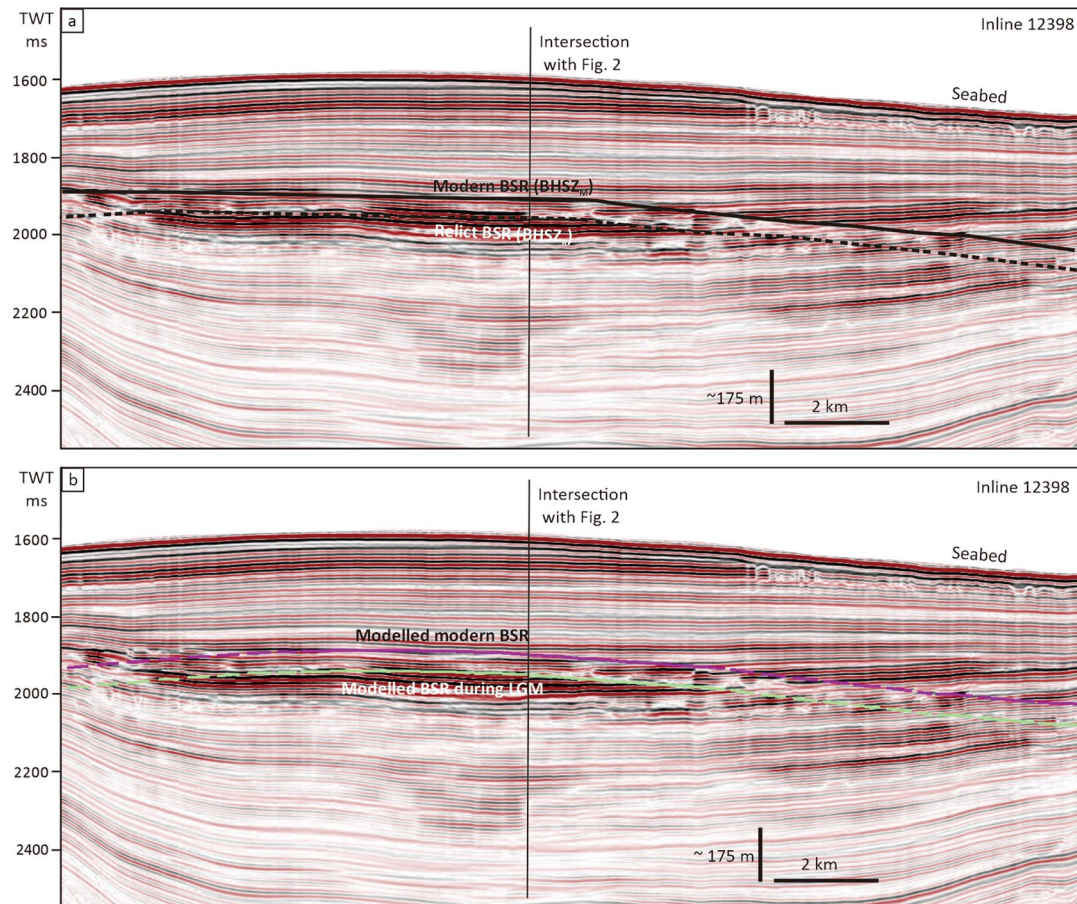 TWT
ms
a
Inline 12398
Intersection
with Fig. 2
1600
Seabed
1800
Modern BSR (BHSZM)
2000
Relict BSR (BHSZR)
2200
2400
~175 m
2 km
TWT
ms
b
Inline 12398
Intersection
with Fig. 2
1600
Seabed
1800
Modelled modern BSR
2000
Modelled BSR during LGM
2200
2400
~ 175 m
2 km